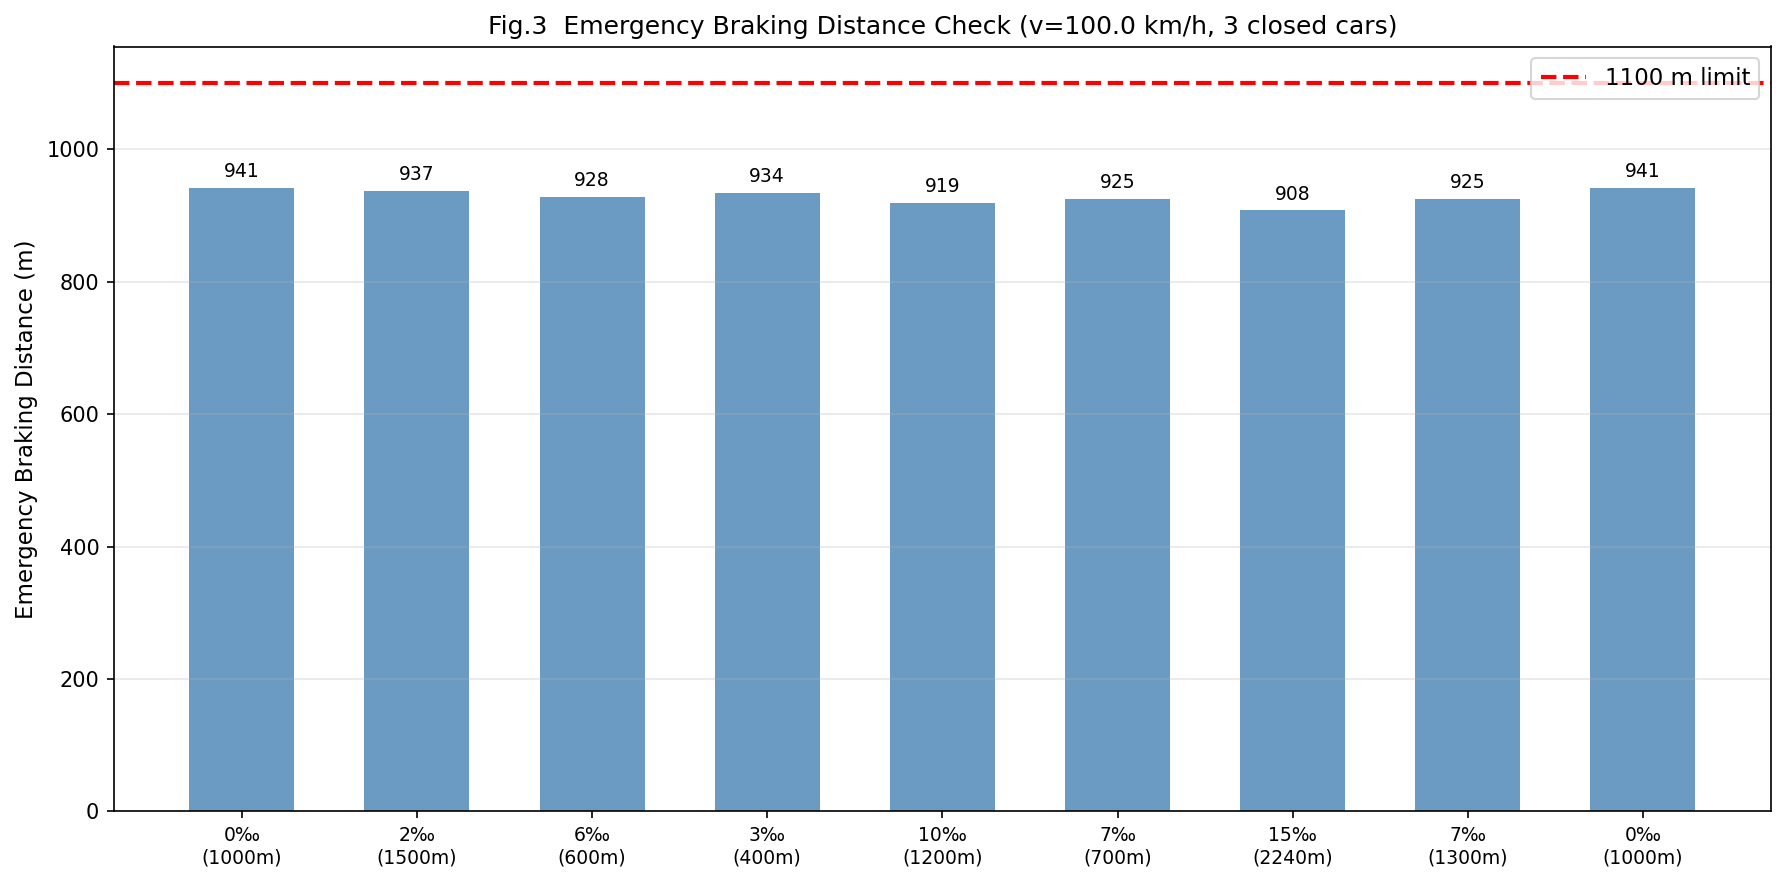 Fig.3  Emergency Braking Distance Check (v=100.0 km/h, 3 closed cars)
1100 m limit
Emergency Braking Distance (m)
1000
800
600
400
200
0
941
937
928
934
919
925
908
925
941
0‰
(1000m)
2‰
(1500m)
6‰
(600m)
3‰
(400m)
10‰
(1200m)
7‰
(700m)
15‰
(2240m)
7‰
(1300m)
0‰
(1000m)